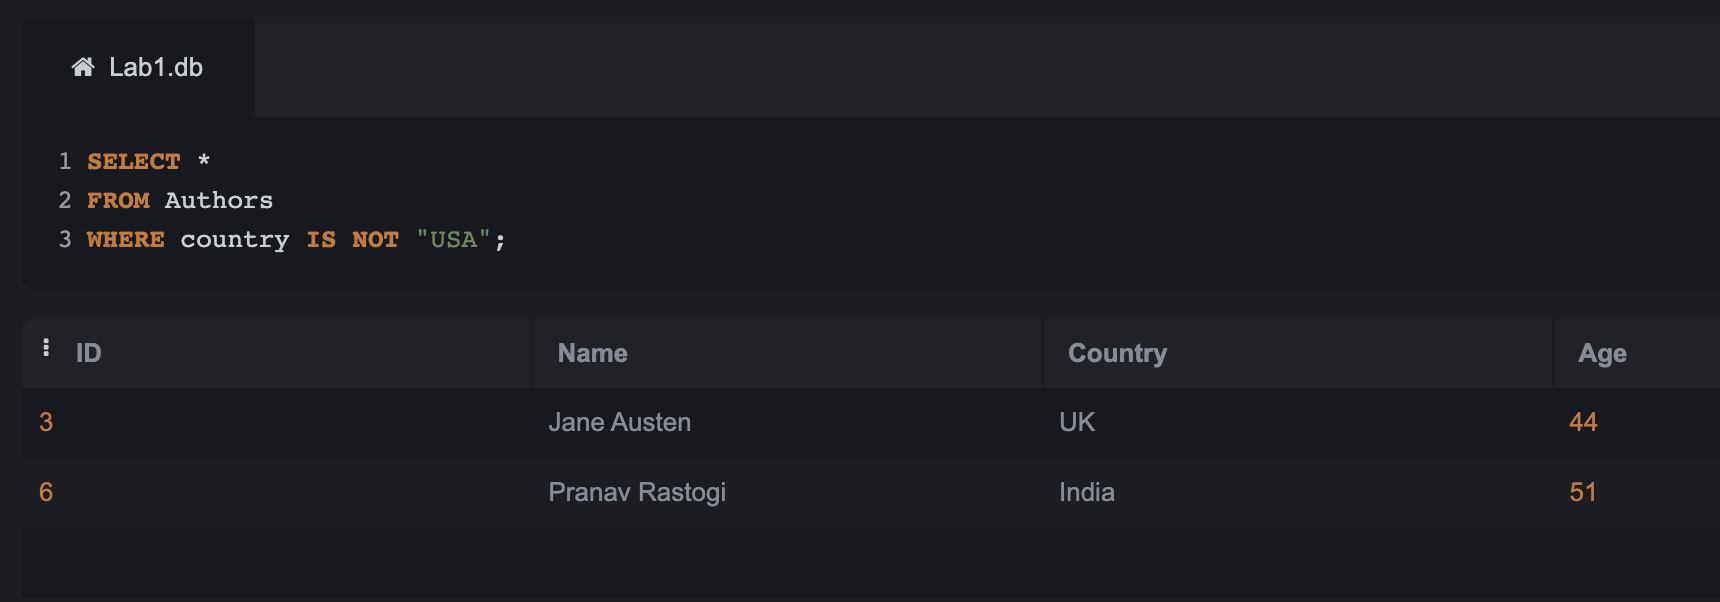 Lab1.db
1 SELECT *
2 FROM Authors
3 WHERE country IS NOT "USA";
ID Name Country Age
3 Jane Austen UK 44
6 Pranav Rastogi India 51